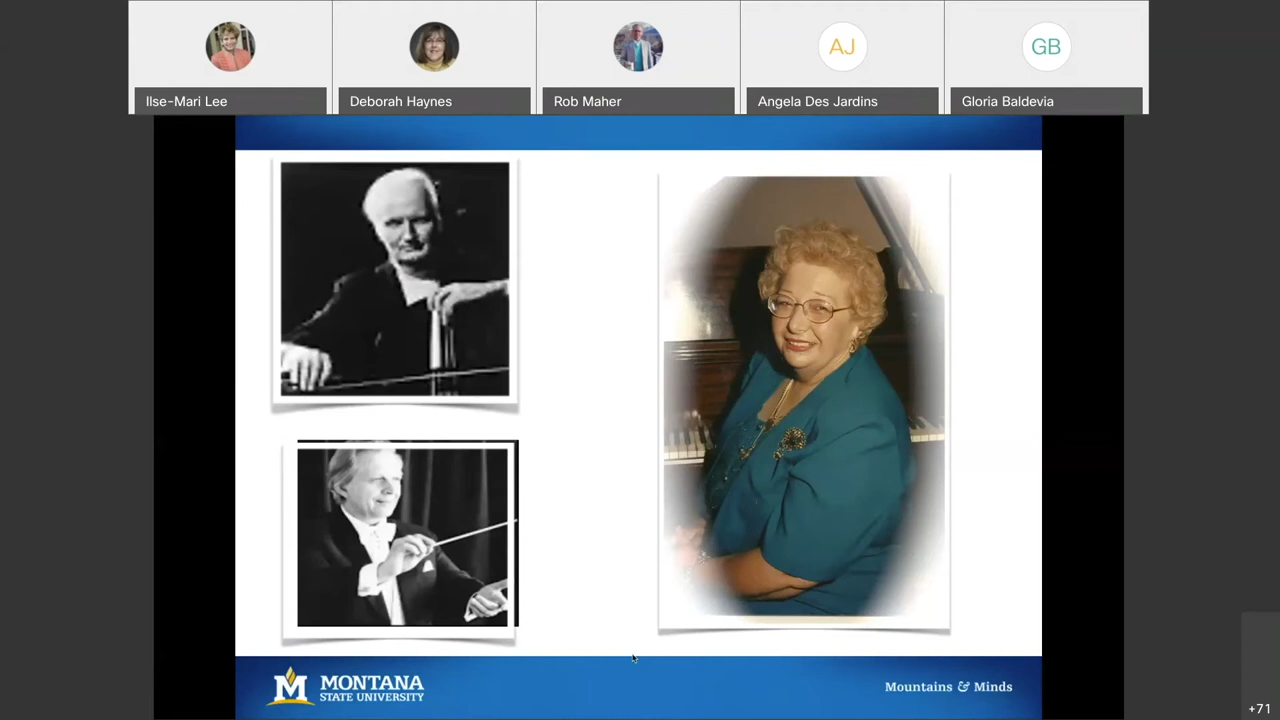 AJ
GB
Ilse-Mari Lee
Deborah Haynes
Rob Maher
Angela Des Jardins
Gloria Baldevia
M MONTANA
STATE UNIVERSITY
Mountains & Minds
+71